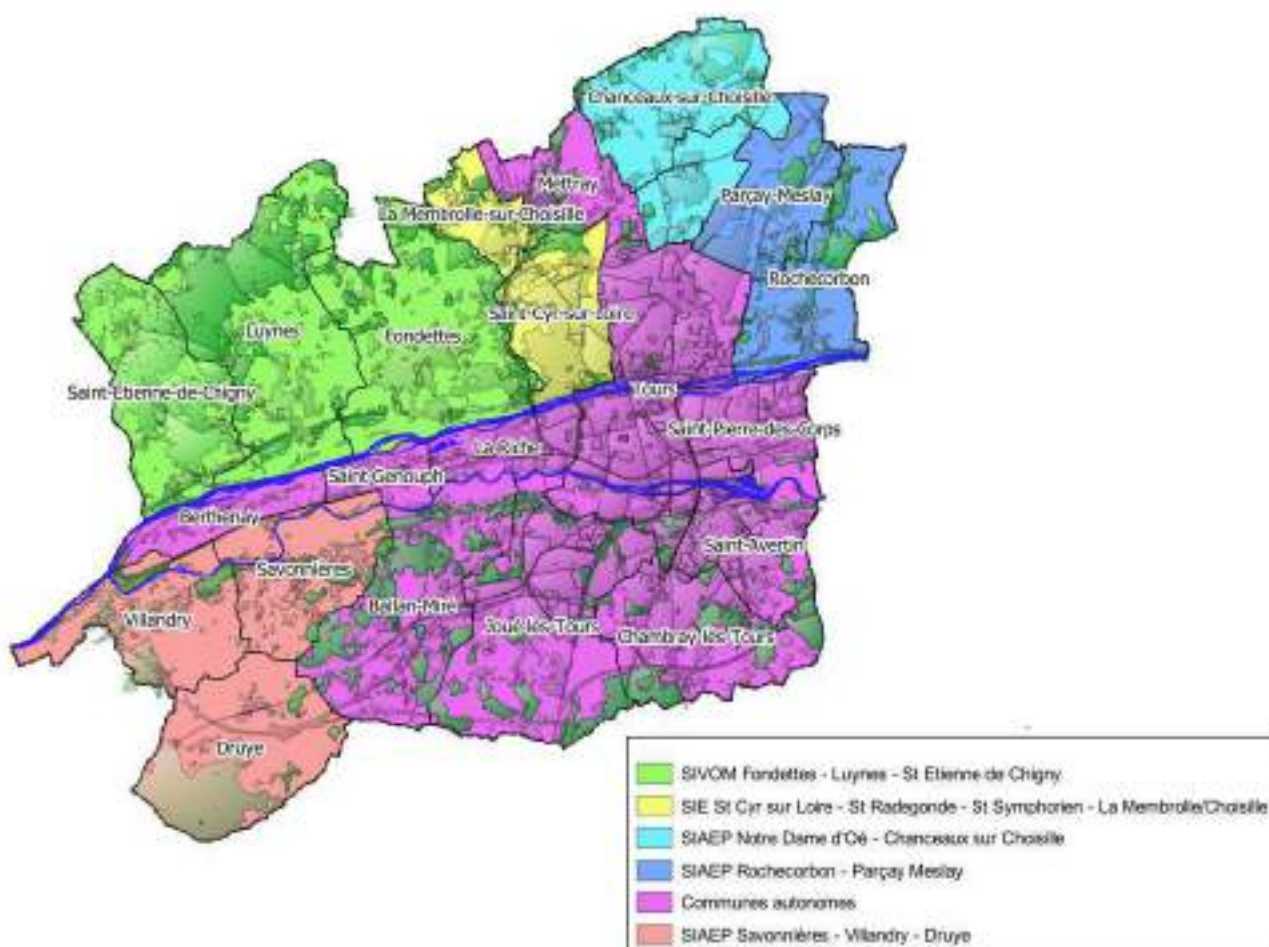 Chanceaux-sur-Choisille
Mettray
Parçay-Meslay
La Membrolle-sur-Choisille
Rochecorbon
Saint-Cyr-sur-Loire
Luynes
Fondettes
Saint-Etienne-de-Chigny
Tours
Saint-Pierre-des-Corps
La Riche
Saint-Genouph
Berthenay
Saint-Avertin
Savonnières
Ballan-Miré
Villandry
Joué-lès-Tours
Chambray-lès-Tours
Druye
SIVOM Fondettes - Luynes - St Etienne de Chigny
SIE St Cyr sur Loire - St Radegonde - St Symphorien - La Membrolle/Choisille
SIAEP Notre Dame d'Oé - Chanceaux sur Choisille
SIAEP Rochecorbon - Parçay Meslay
Communes autonomes
SIAEP Savonnières - Villandry - Druye